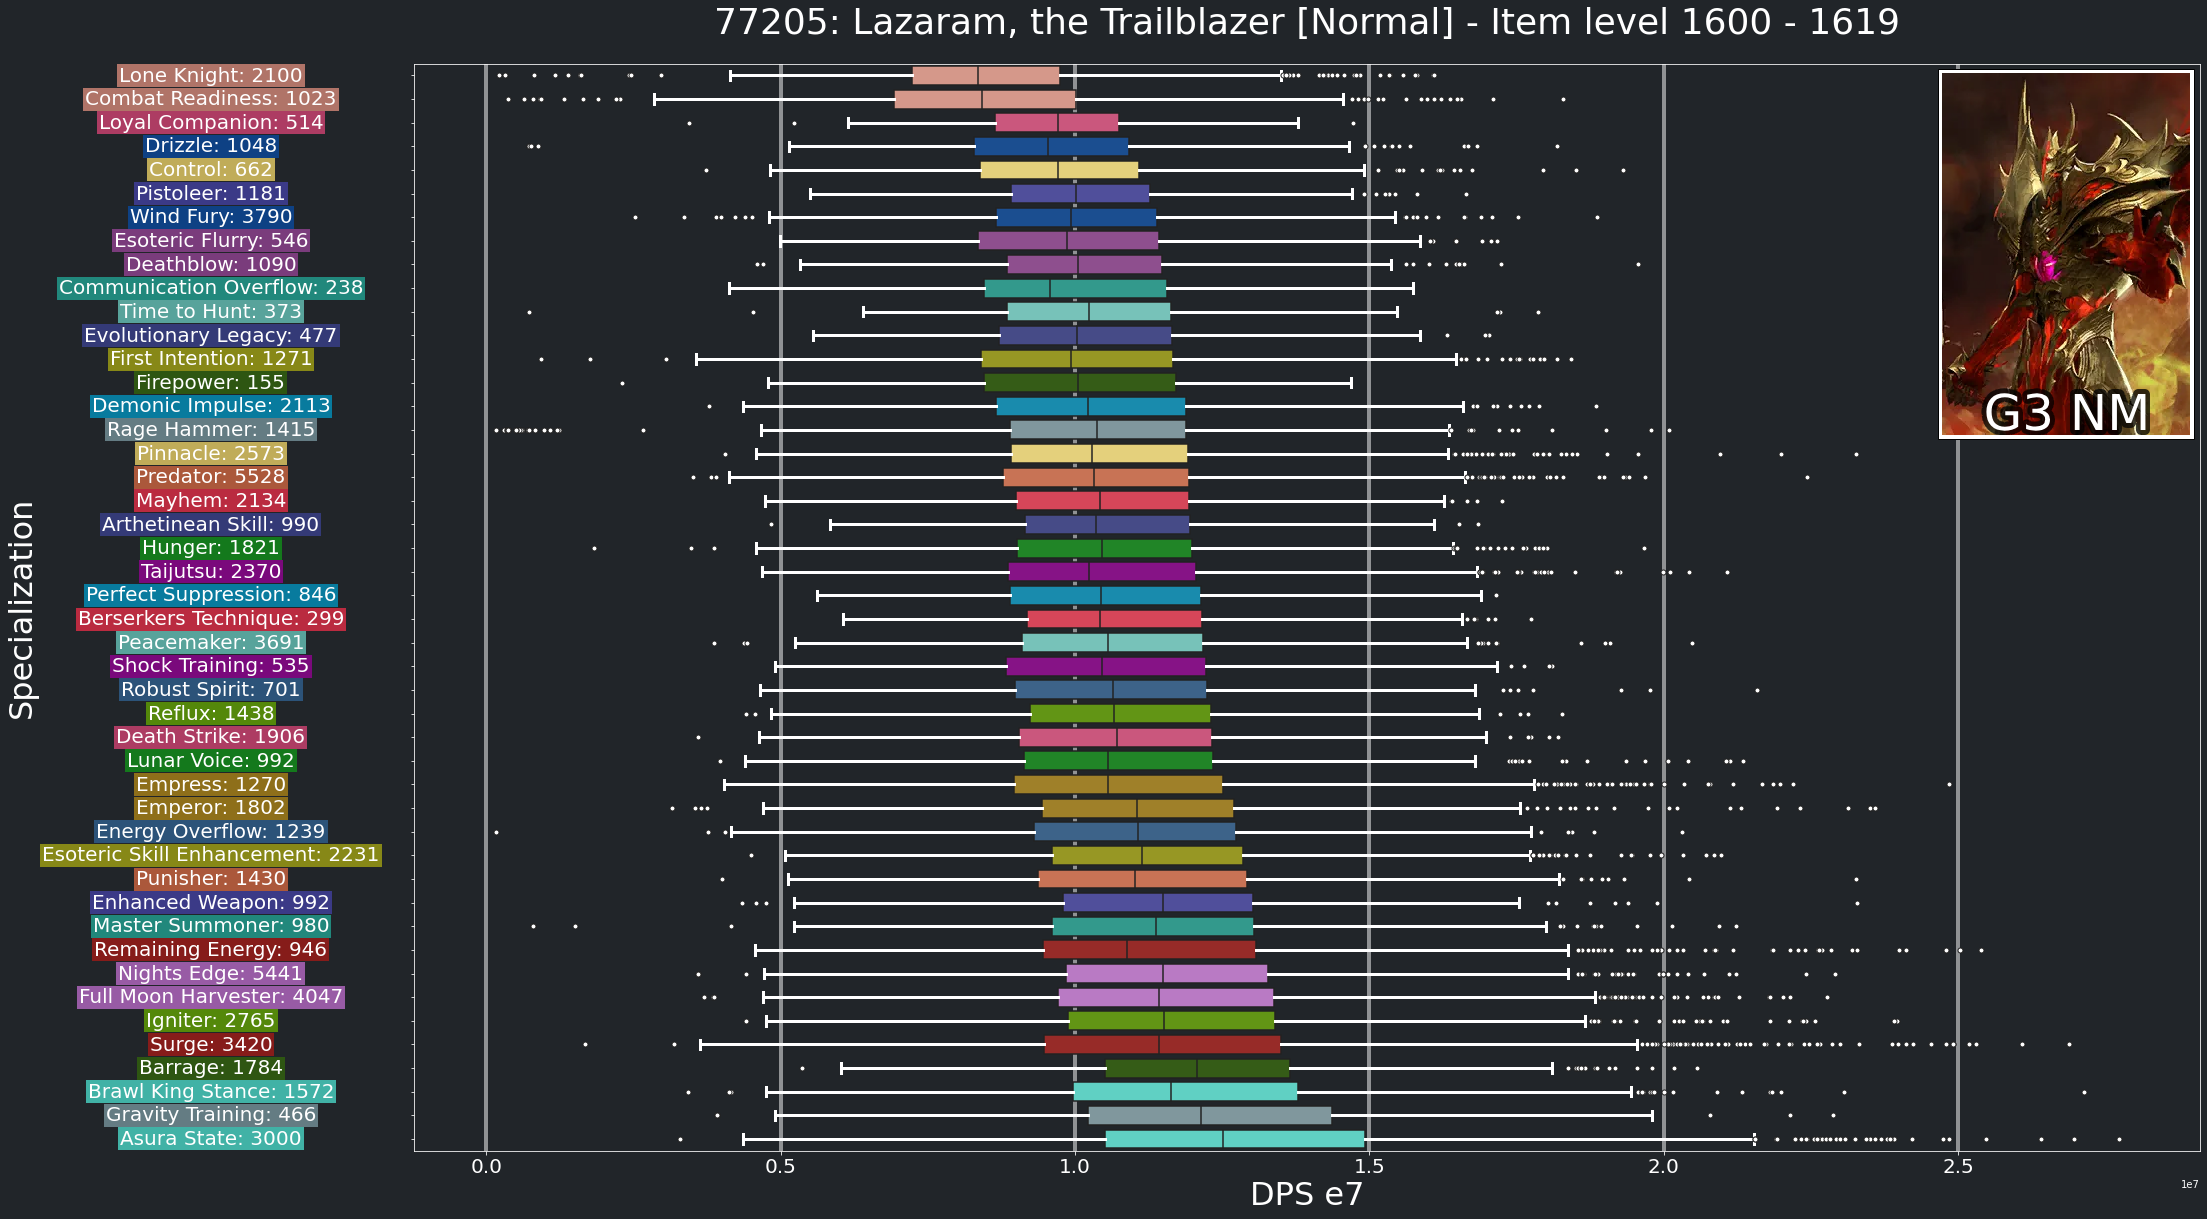 77205: Lazaram, the Trailblazer [Normal] - Item level 1600 - 1619
Lone Knight: 2100
Combat Readiness: 1023
Loyal Companion: 514
Drizzle: 1048
Control: 662
Pistoleer: 1181
Wind Fury: 3790
Esoteric Flurry: 546
Deathblow: 1090
Communication Overflow: 238
Time to Hunt: 373
Evolutionary Legacy: 477
First Intention: 1271
Firepower: 155
Demonic Impulse: 2113
Rage Hammer: 1415
Pinnacle: 2573
Predator: 5528
Mayhem: 2134
Arthetinean Skill: 990
Hunger: 1821
Taijutsu: 2370
Perfect Suppression: 846
Berserkers Technique: 299
Peacemaker: 3691
Shock Training: 535
Robust Spirit: 701
Reflux: 1438
Death Strike: 1906
Lunar Voice: 992
Empress: 1270
Emperor: 1802
Energy Overflow: 1239
Esoteric Skill Enhancement: 2231
Punisher: 1430
Enhanced Weapon: 992
Master Summoner: 980
Remaining Energy: 946
Nights Edge: 5441
Full Moon Harvester: 4047
Igniter: 2765
Surge: 3420
Barrage: 1784
Brawl King Stance: 1572
Gravity Training: 466
Asura State: 3000
Specialization
G3 NM
0.0 0.5 1.0 1.5 2.0 2.5
DPS e7
1e7